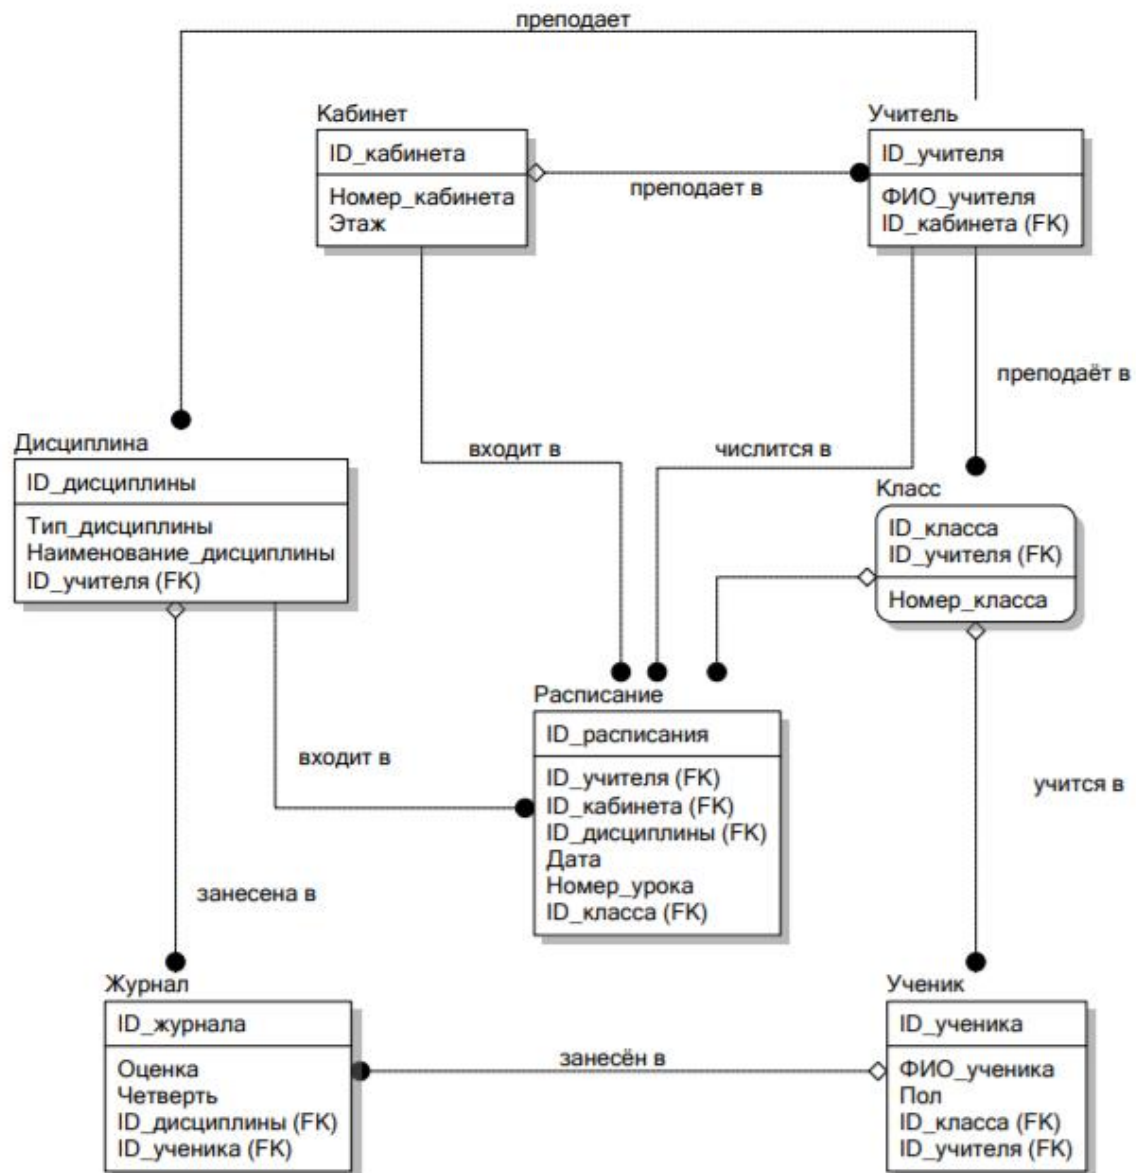 преподает
Кабинет
ID_кабинета
Номер_кабинета
Этаж
преподает в
Учитель
ID_учителя
ФИО_учителя
ID_кабинета (FK)
преподаёт в
входит в
числится в
Дисциплина
ID_дисциплины
Тип_дисциплины
Наименование_дисциплины
ID_учителя (FK)
Класс
ID_класса
ID_учителя (FK)
Номер_класса
Расписание
ID_расписания
ID_учителя (FK)
ID_кабинета (FK)
ID_дисциплины (FK)
Дата
Номер_урока
ID_класса (FK)
входит в
учится в
занесена в
Журнал
ID_журнала
Оценка
Четверть
ID_дисциплины (FK)
ID_ученика (FK)
занесён в
Ученик
ID_ученика
ФИО_ученика
Пол
ID_класса (FK)
ID_учителя (FK)